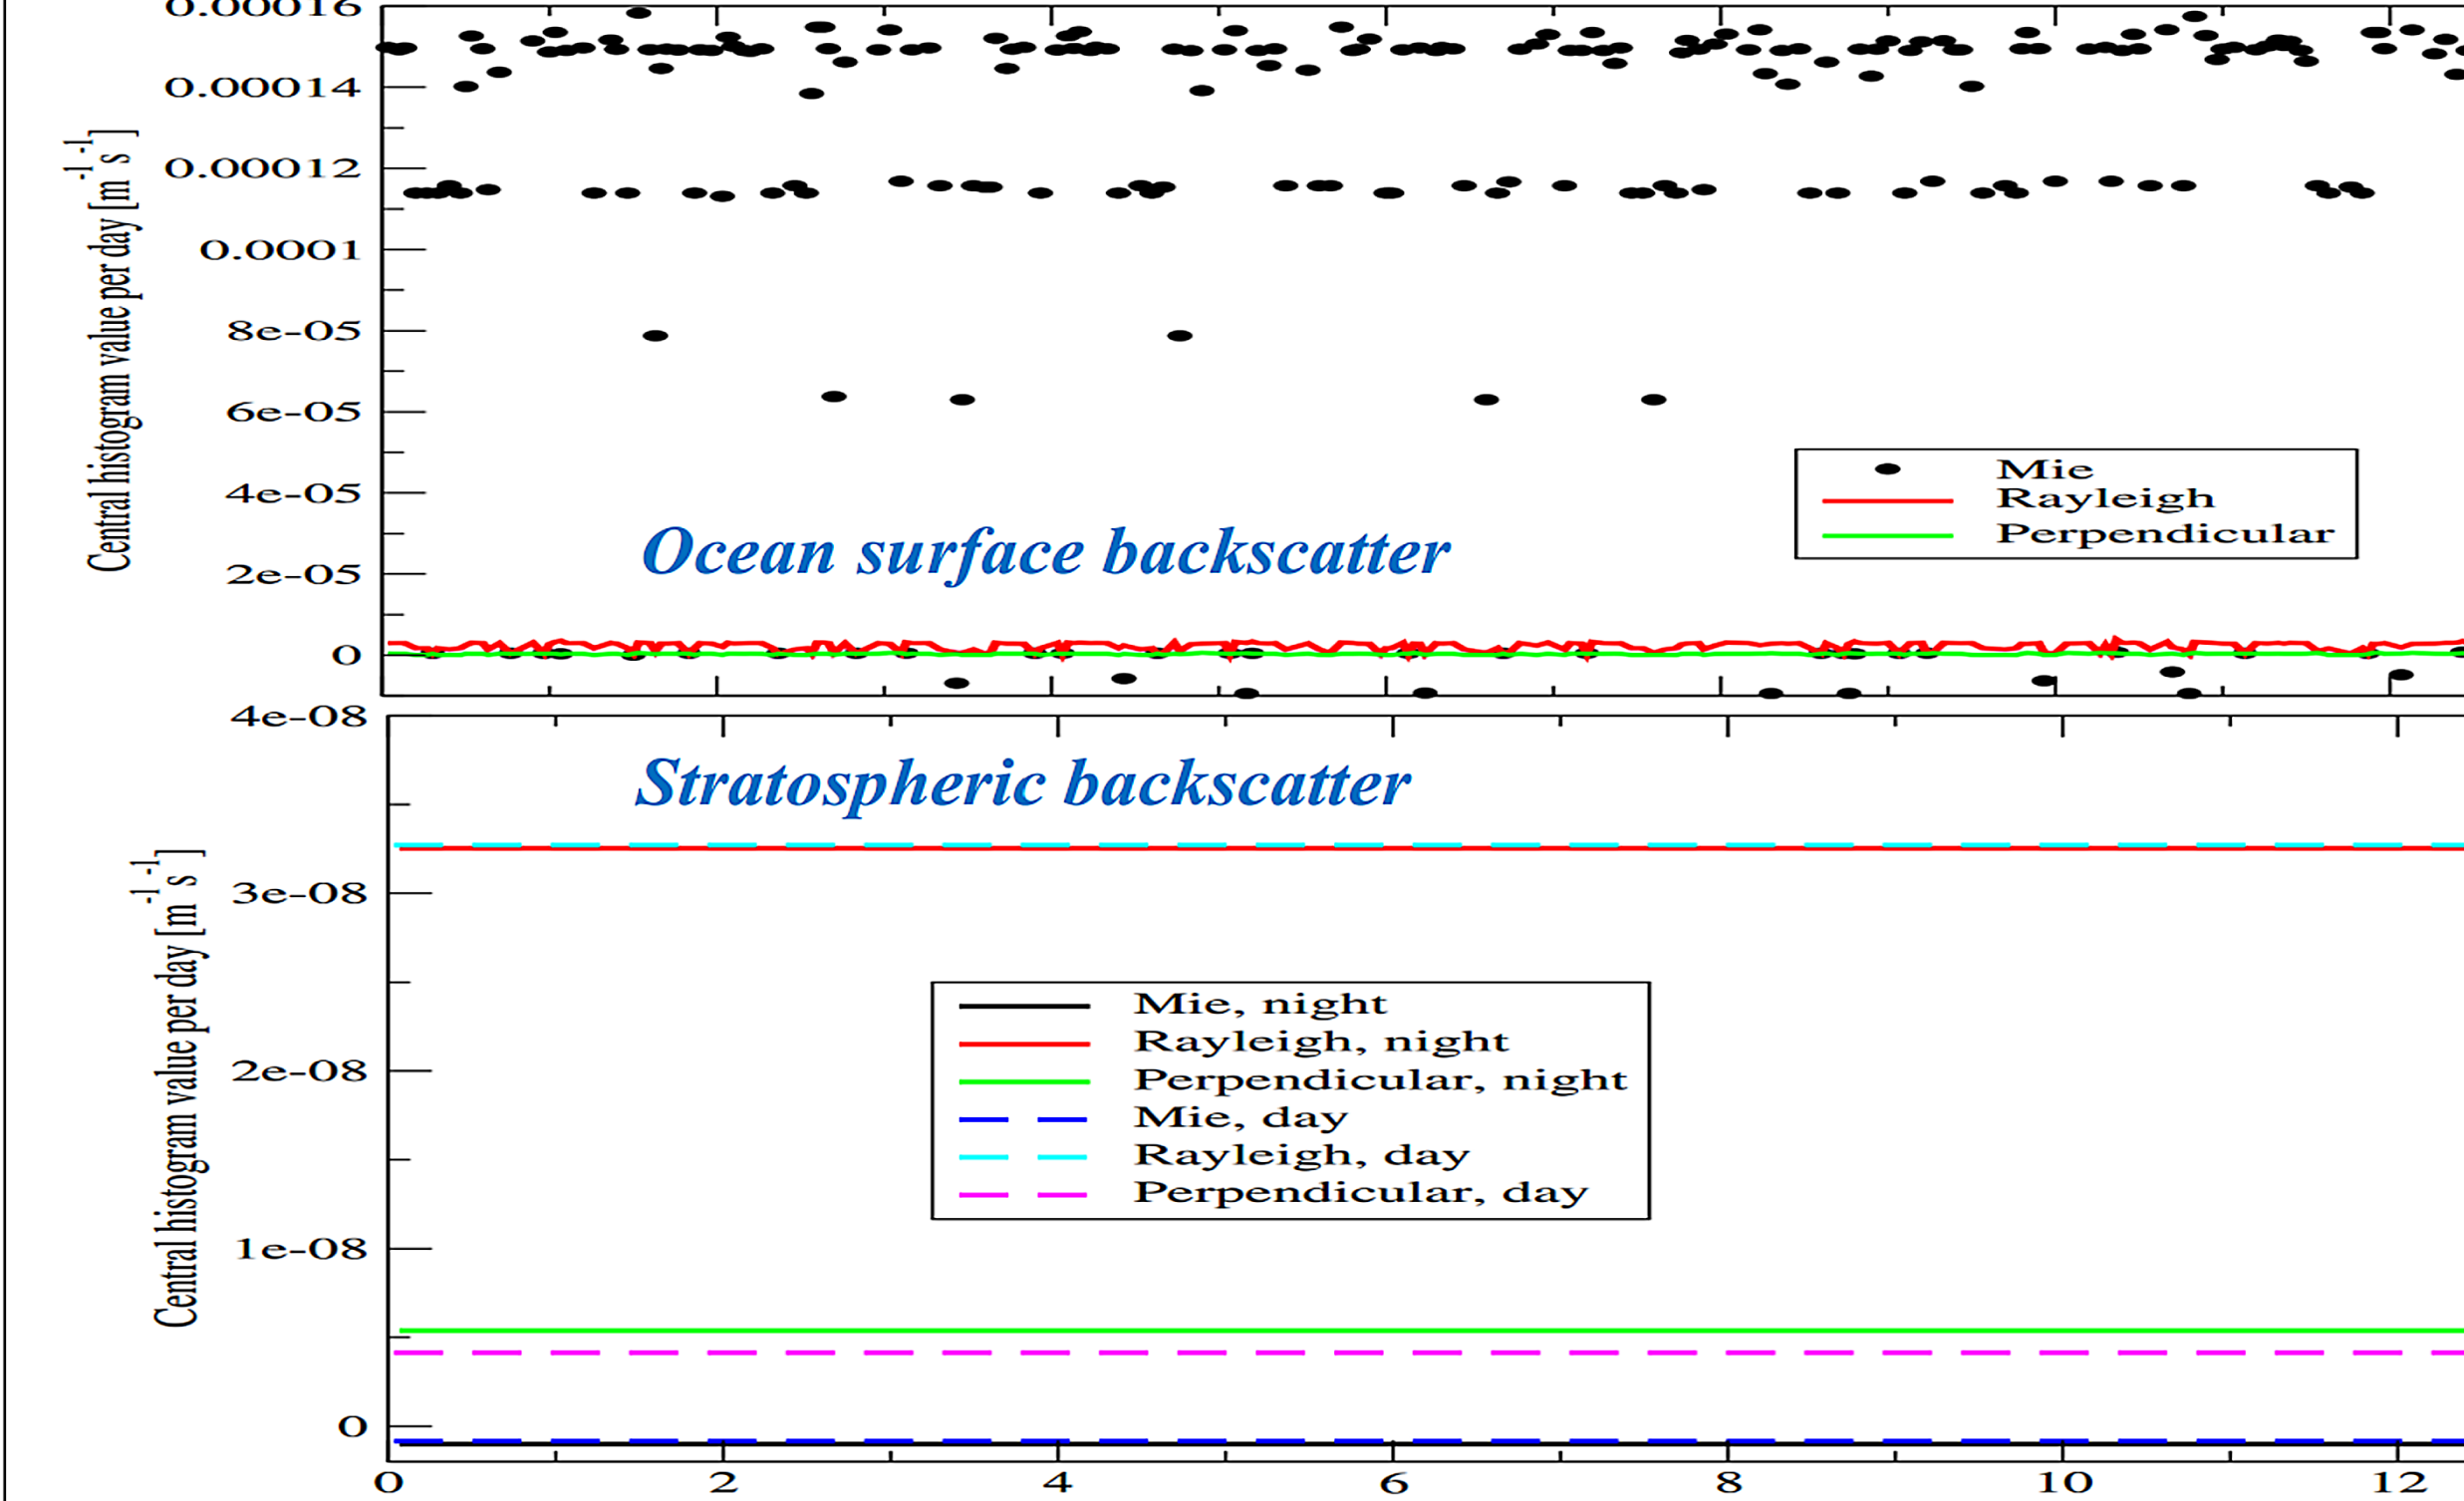 0.00016
0.00014
0.00012
0.0001
8e-05
6e-05
4e-05
2e-05
0
Central histogram value per day [m⁻¹ s⁻¹]
Mie
Rayleigh
Perpendicular
Ocean surface backscatter
4e-08
3e-08
2e-08
1e-08
0
Central histogram value per day [m⁻¹ s⁻¹]
Stratospheric backscatter
Mie, night
Rayleigh, night
Perpendicular, night
Mie, day
Rayleigh, day
Perpendicular, day
0 2 4 6 8 10 12